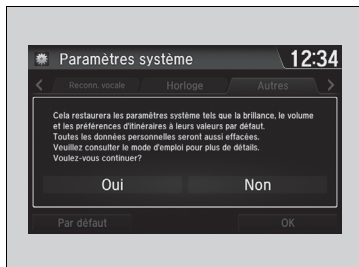 Paramètres système
12:34
Reconn. vocale
Horloge
Autres
Cela restaurera les paramètres système tels que la brillance, le volume
et les préférences d'itinéraires à leurs valeurs par défaut.
Toutes les données personnelles seront aussi effacées.
Veuillez consulter le mode d'emploi pour plus de détails.
Voulez-vous continuer?
Oui
Non
Par défaut
OK